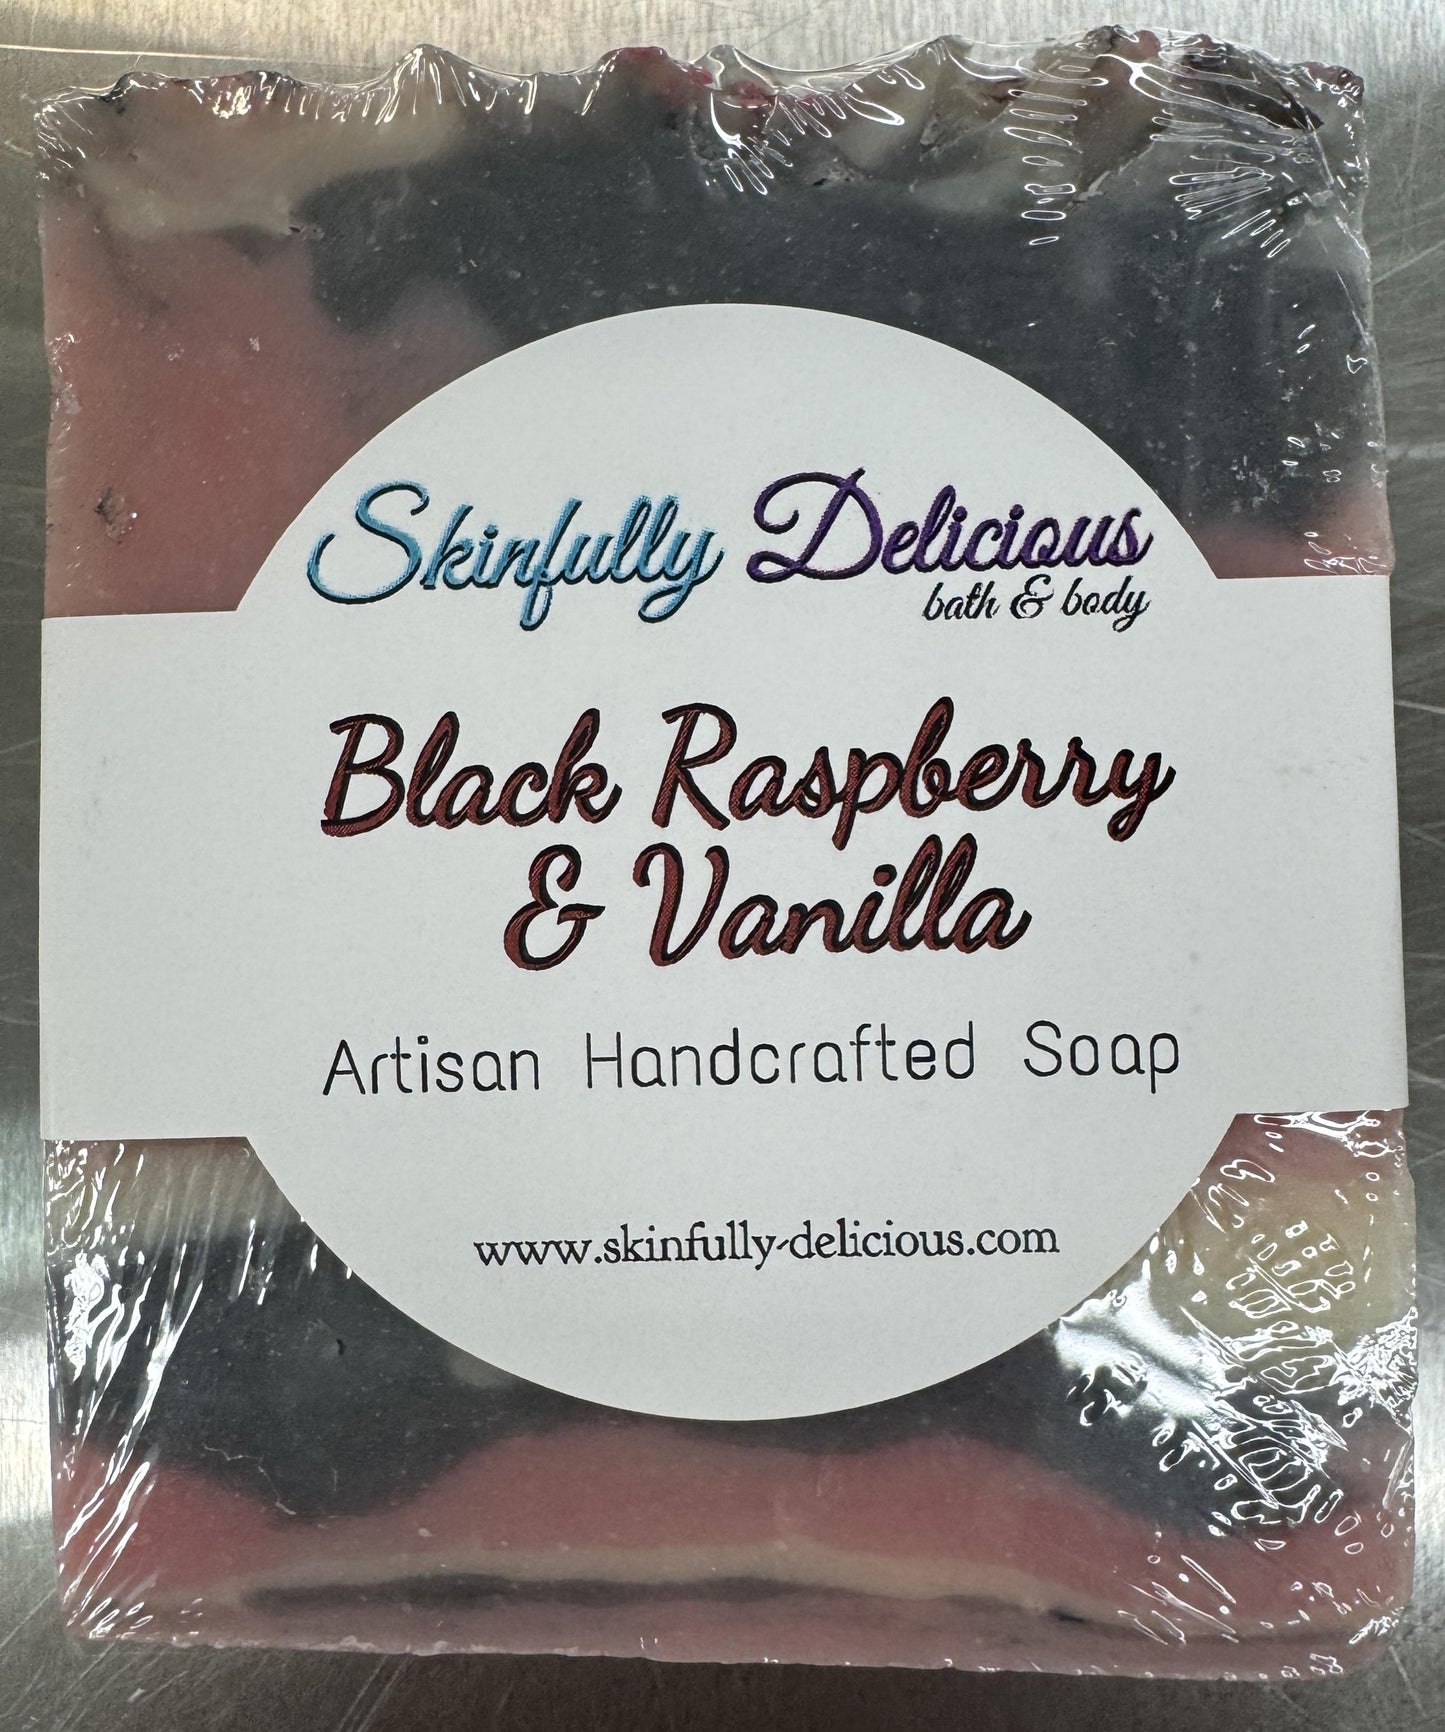 Skinfully Delicious
bath & body
Black Raspberry
& Vanilla
Artisan Handcrafted Soap
www.skinfully-delicious.com